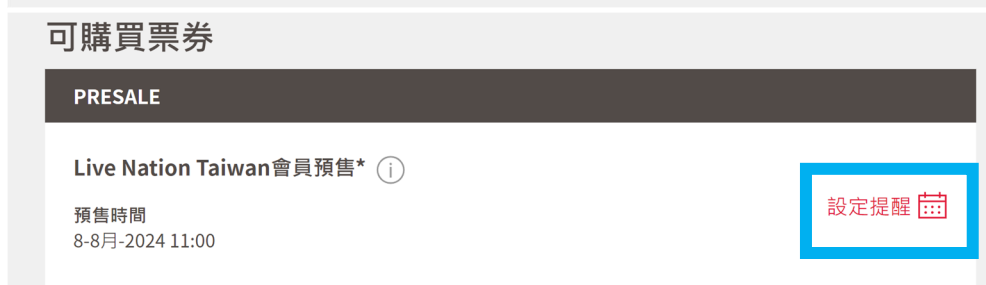 可購買票券
PRESALE
Live Nation Taiwan會員預售*
設定提醒
預售時間
8-8月-2024 11:00